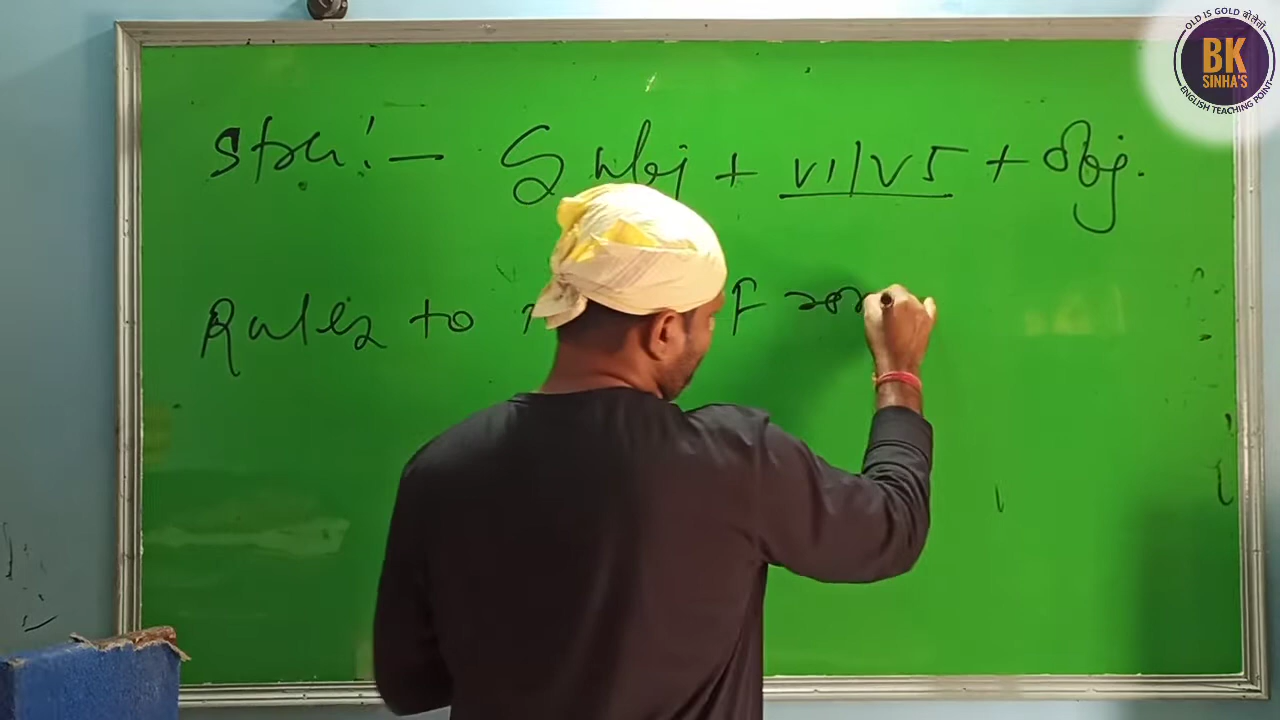 Stru:- Subj + V1/V5 + Obj.
Rules to F
OLD IS GOLD
BK
SINHA'S
ENGLISH TEACHING POINT